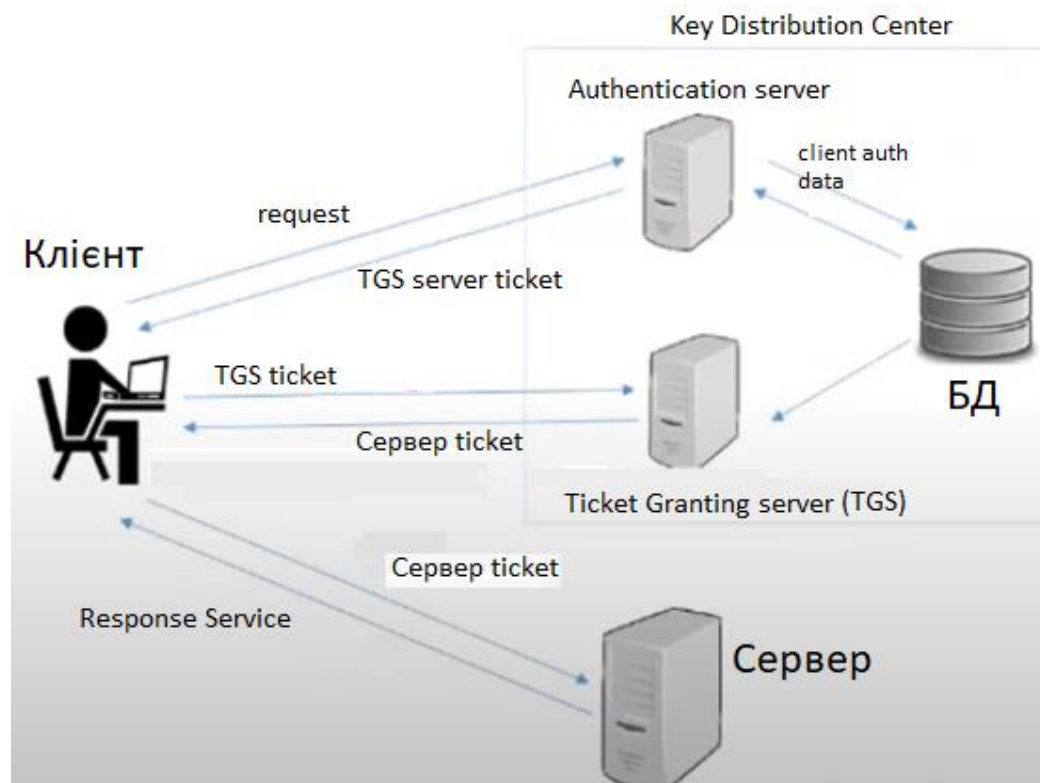 Key Distribution Center
Authentication server
client auth
data
request
Клієнт
TGS server ticket
TGS ticket
БД
Сервер ticket
Ticket Granting server (TGS)
Сервер ticket
Response Service
Сервер